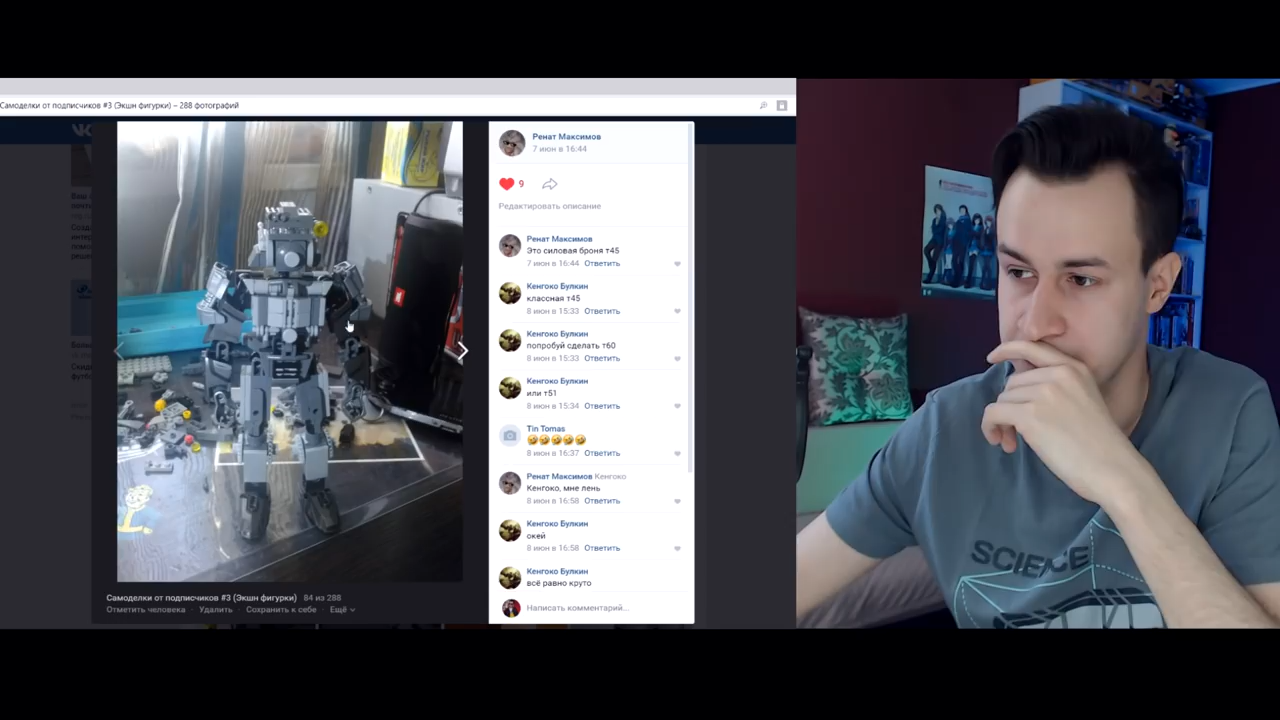 Самоделки от подписчиков #3 (Экшн фигурки) – 288 фотографий
Ренат Максимов
7 июн в 16:44
9
Редактировать описание
Ренат Максимов
Это силовая броня т45
7 июн в 16:44 Ответить
Кенгоко Булкин
классная т45
8 июн в 15:33 Ответить
Кенгоко Булкин
попробуй сделать т60
8 июн в 15:33 Ответить
Кенгоко Булкин
или т51
8 июн в 15:34 Ответить
Tin Tomas
🤣🤣🤣🤣🤣
8 июн в 16:37 Ответить
Ренат Максимов Кенгоко
Кенгоко, мне лень
8 июн в 16:58 Ответить
Кенгоко Булкин
окей
8 июн в 16:58 Ответить
Кенгоко Булкин
всё равно круто
Написать комментарий...
Самоделки от подписчиков #3 (Экшн фигурки) 84 из 288
Отметить человека · Удалить · Сохранить к себе · Ещё
JBL
SCIENCE